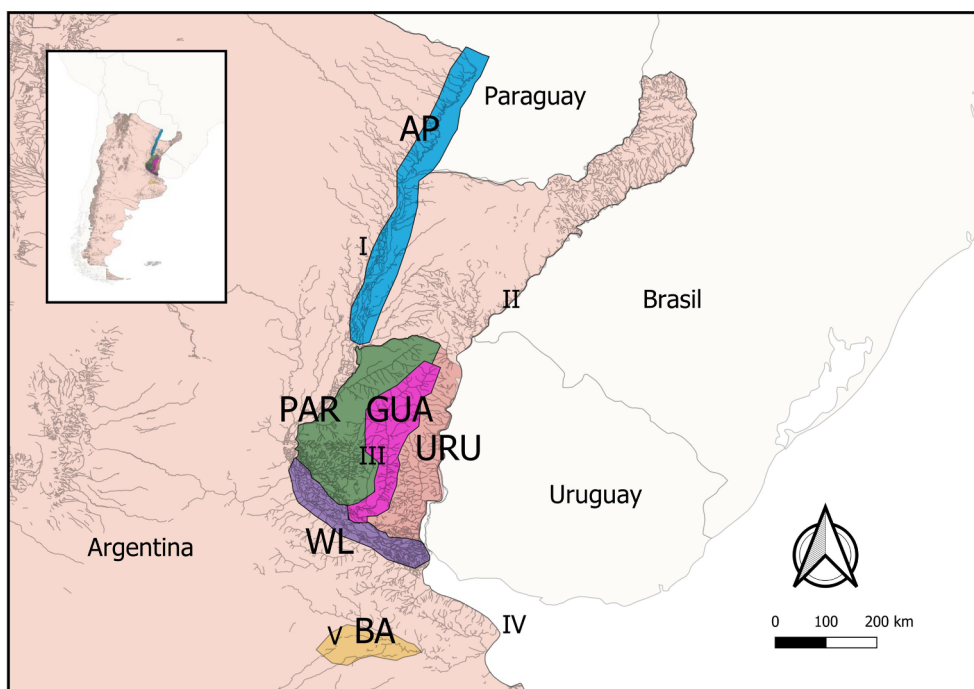 Paraguay
AP
I
II
Brasil
PAR
GUA
III
URU
Uruguay
WL
Argentina
IV
V
BA
0 100 200 km